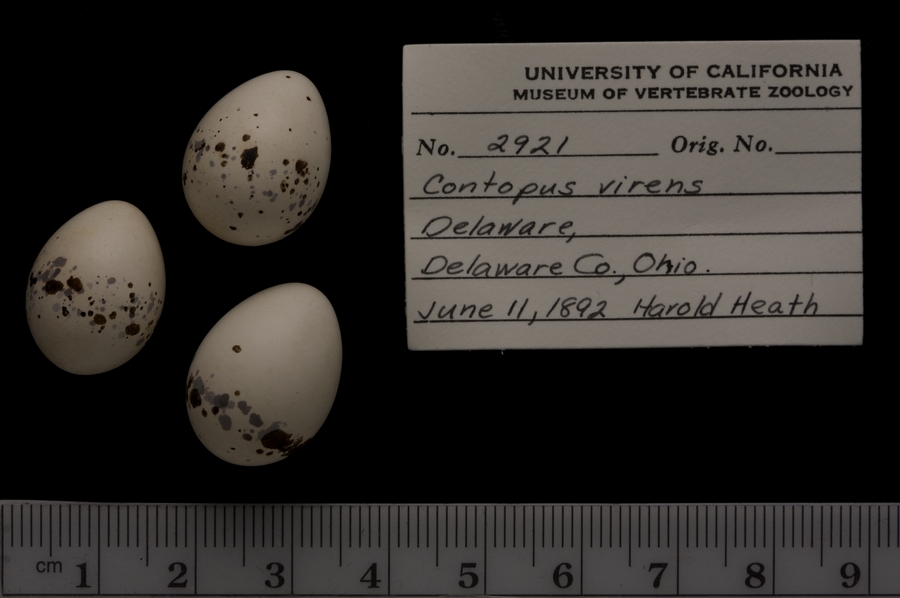 UNIVERSITY OF CALIFORNIA
MUSEUM OF VERTEBRATE ZOOLOGY
No. 2921 Orig. No.
Contopus virens
Delaware,
Delaware Co., Ohio.
June 11, 1892 Harold Heath
cm 1 2 3 4 5 6 7 8 9